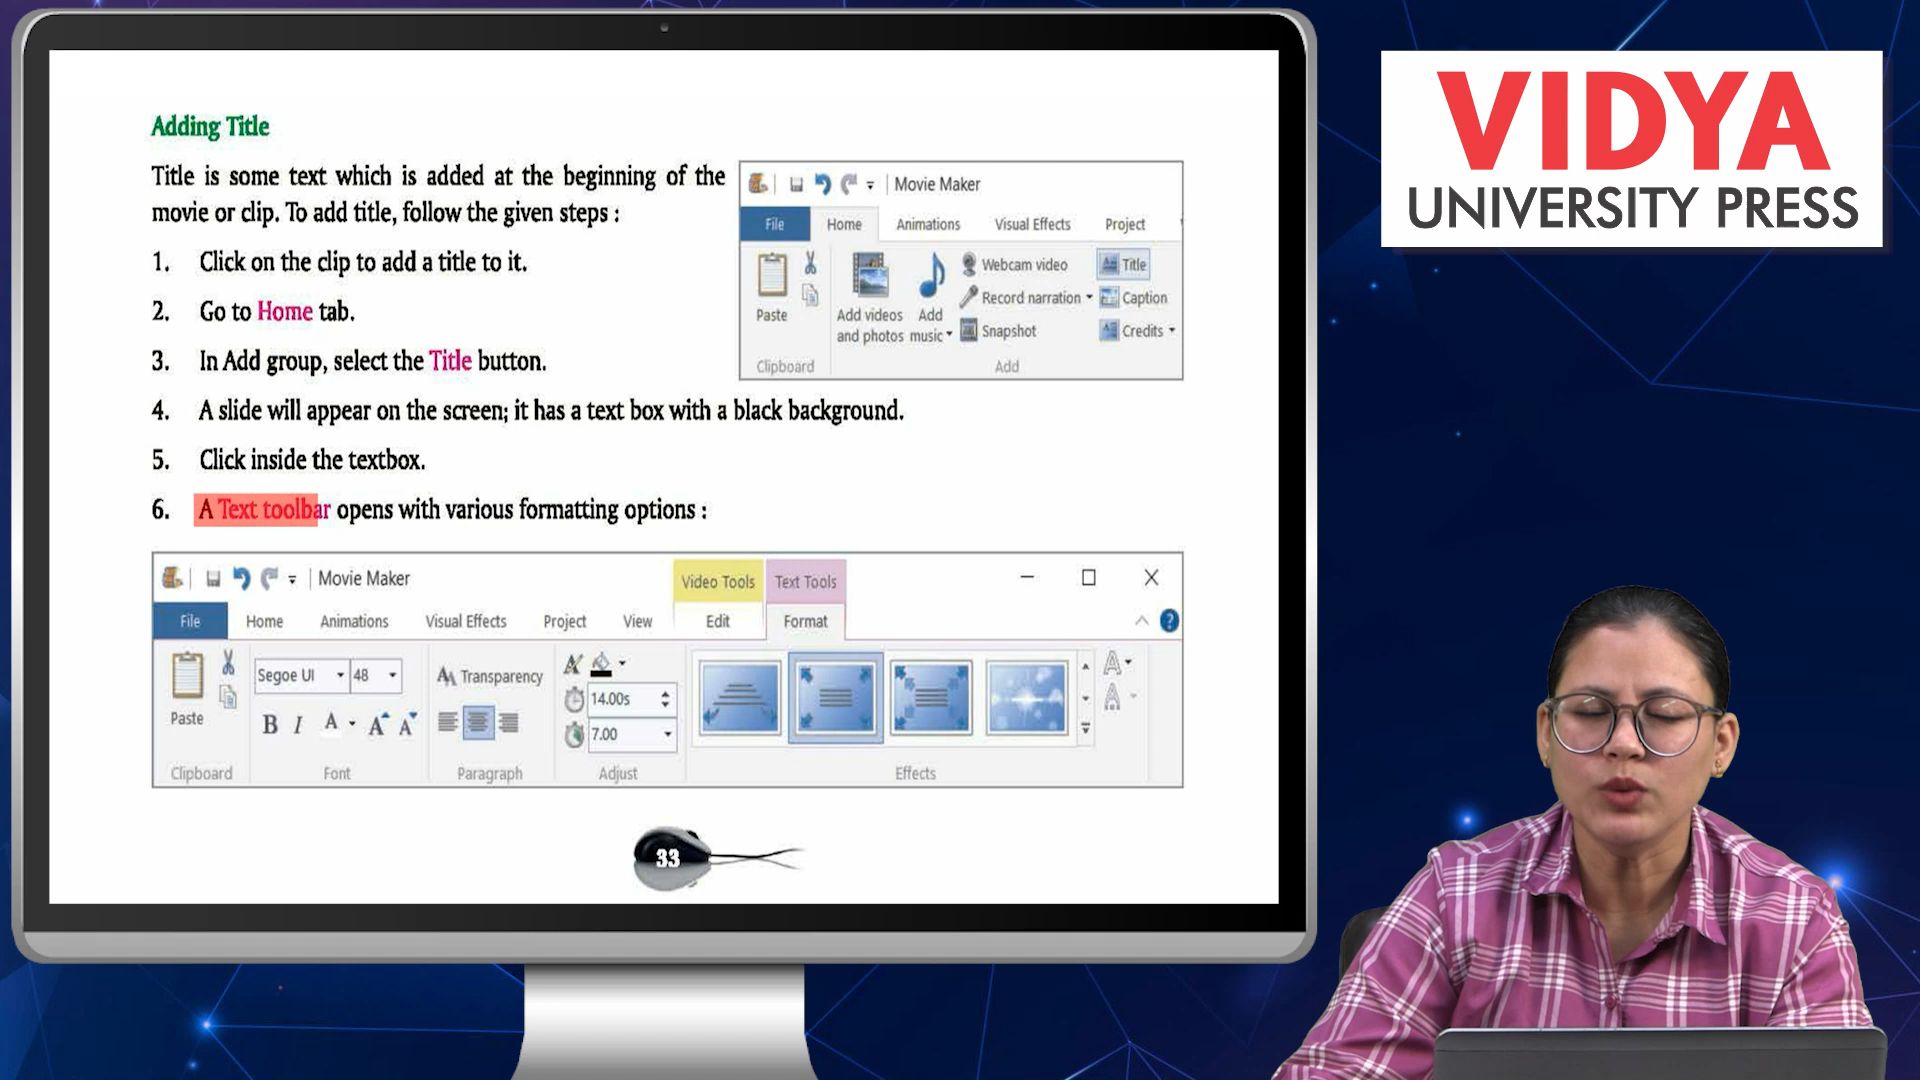 VIDYA
UNIVERSITY PRESS
Adding Title
Title is some text which is added at the beginning of the
movie or clip. To add title, follow the given steps :
1. Click on the clip to add a title to it.
2. Go to Home tab.
3. In Add group, select the Title button.
4. A slide will appear on the screen; it has a text box with a black background.
5. Click inside the textbox.
6. A Text toolbar opens with various formatting options :
Movie Maker
File Home Animations Visual Effects Project
Webcam video Title
Record narration Caption
Paste Add videos Add
and photos music Snapshot Credits
Clipboard Add
Movie Maker Video Tools Text Tools
File Home Animations Visual Effects Project View Edit Format
Segoe UI 48 Transparency
14.00s
Paste B I A A A 7.00
Clipboard Font Paragraph Adjust Effects
33